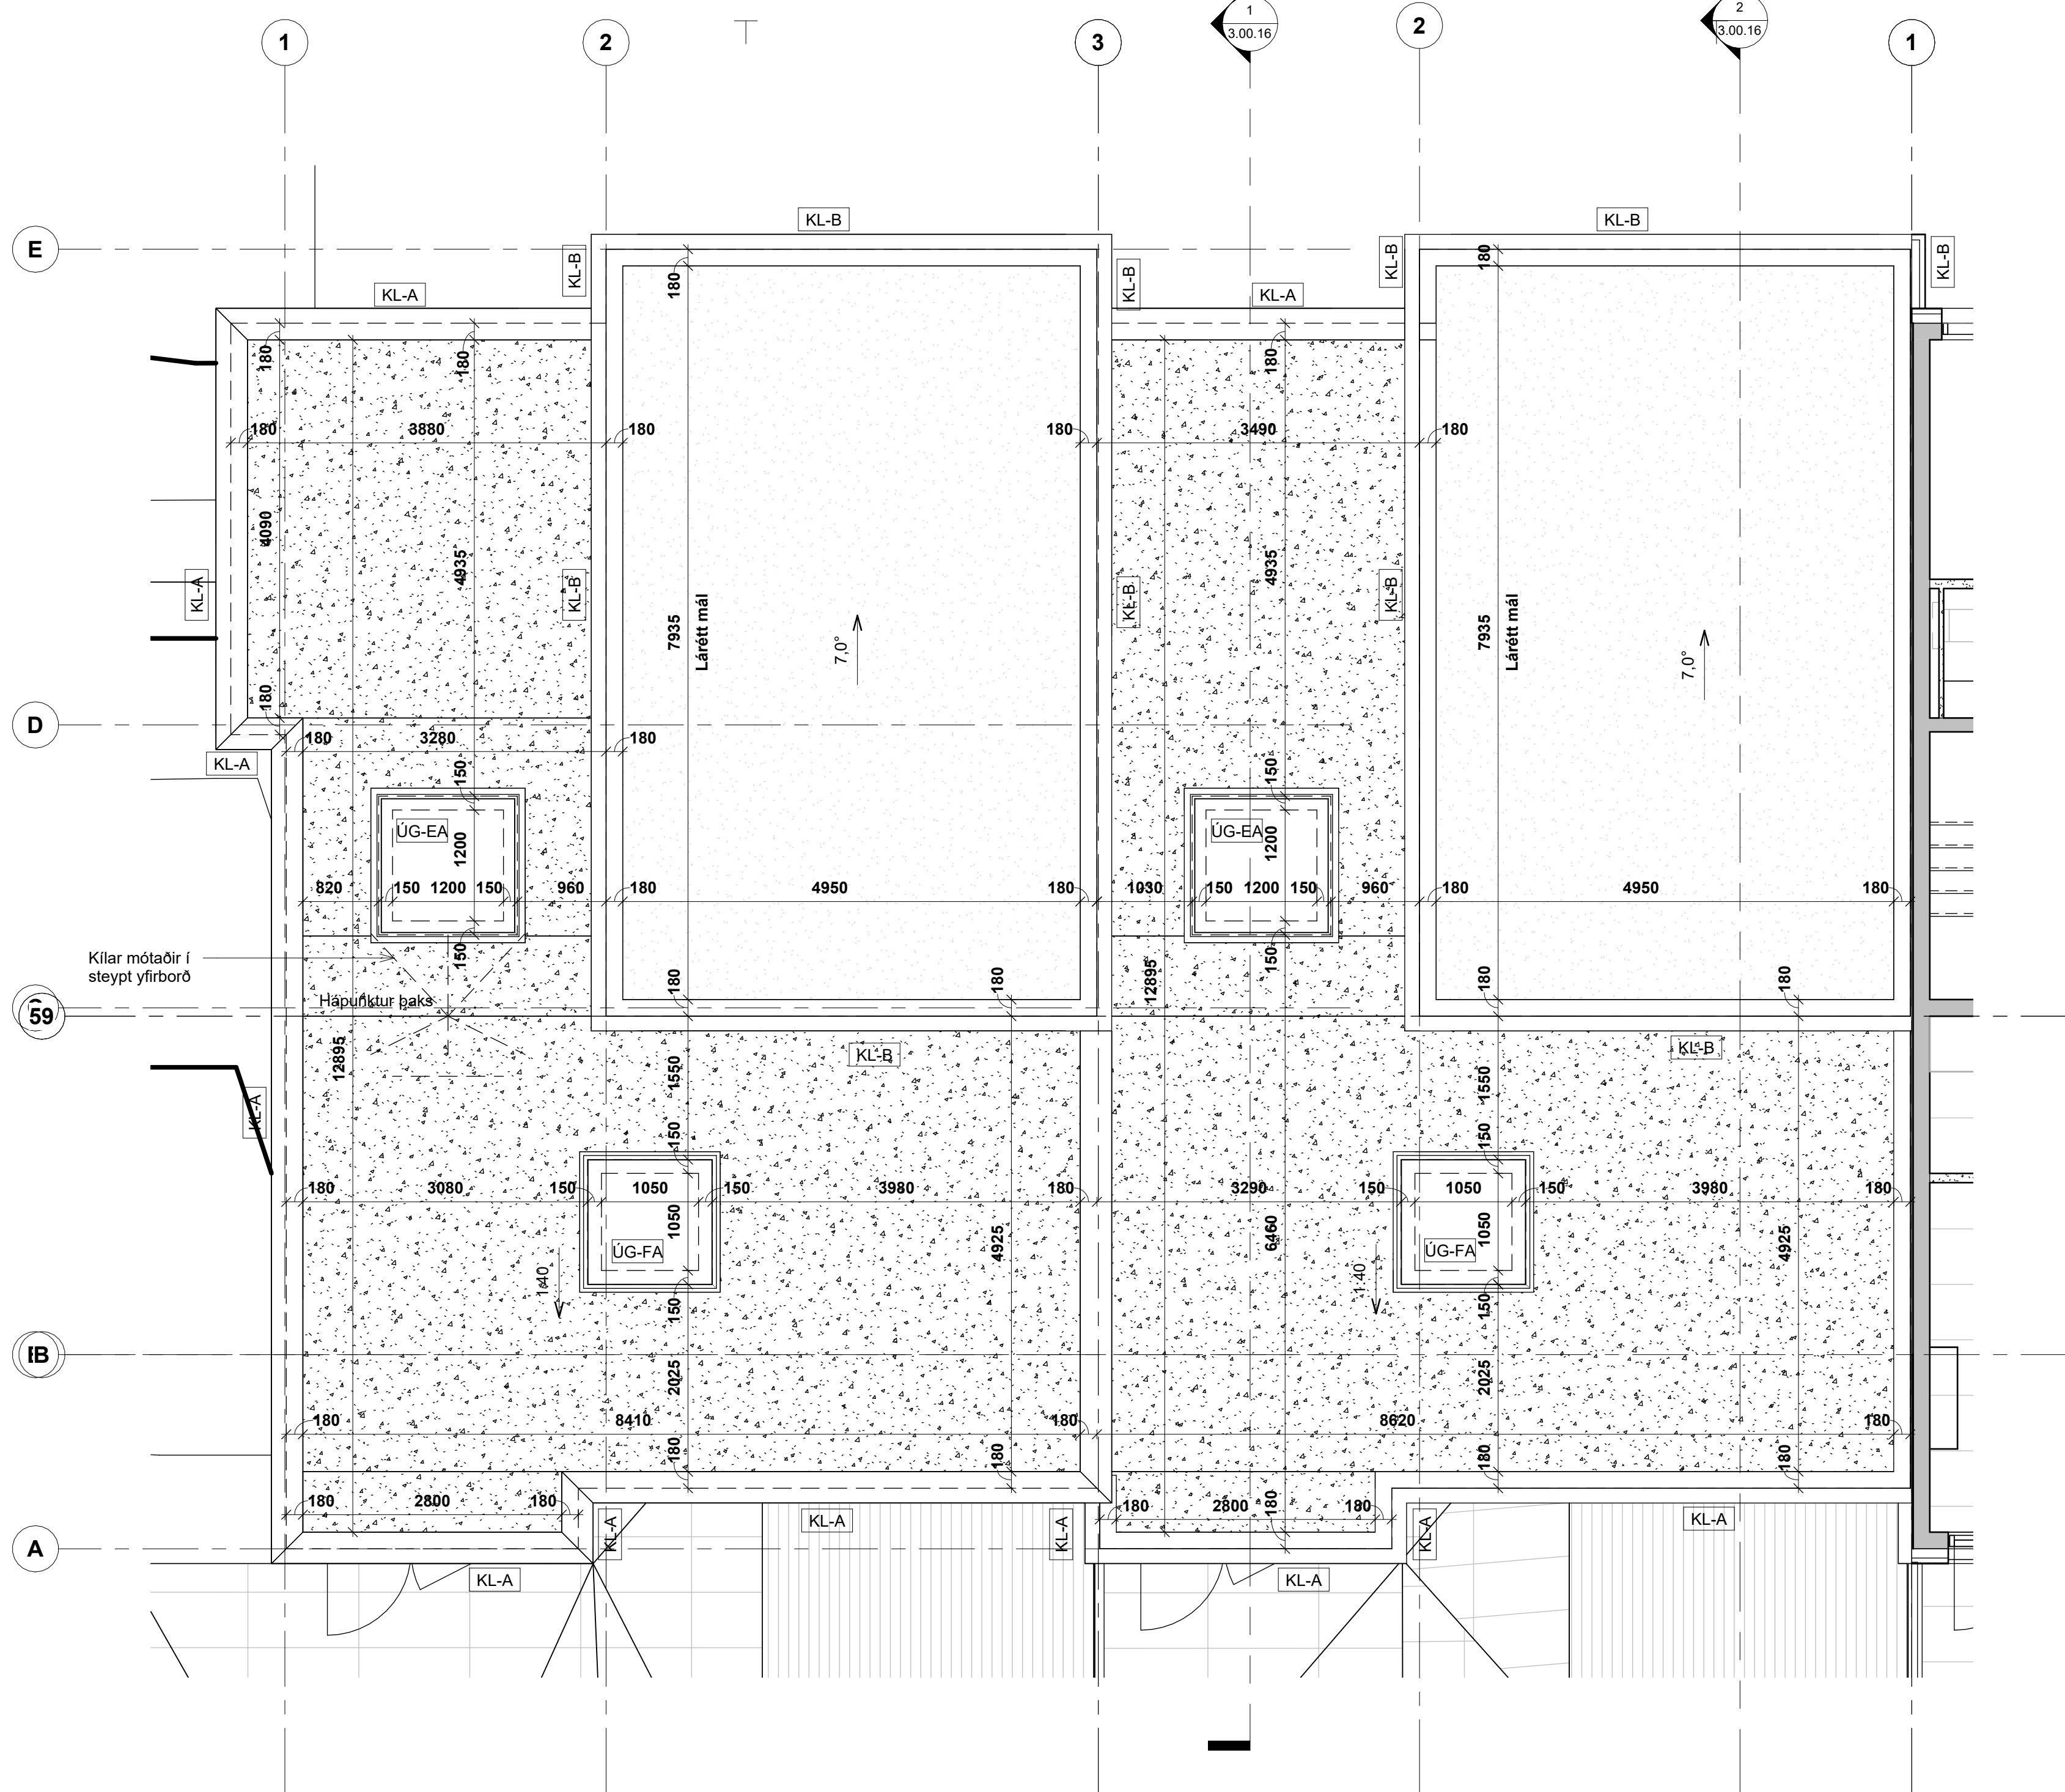 1
2
3
1
3.00.16
2
2
3.00.16
1
E
KL-B
KL-B
KL-B
KL-B
KL-B
KL-B
KL-A
KL-A
180
180
180
180
180
180
3880
180
180
3490
180
4090
4935
4935
KL-A
KL-B
KL-B
KL-B
7935
Lárétt mál
7,0°
7935
Lárétt mál
7,0°
180
D
180
3280
180
KL-A
150
150
ÚG-EA
1200
ÚG-EA
1200
820
150
1200
150
960
180
4950
180
1030
150
1200
150
960
180
4950
180
150
150
Kílar mótaðir í
steypt yfirborð
180
180
180
180
12895
Hápunktur þaks
59
12895
KL-B
KL-B
1550
1550
KL-A
150
150
180
3080
150
1050
150
3980
180
3290
150
1050
150
3980
180
1050
ÚG-FA
4925
6460
1050
ÚG-FA
4925
1:40
1:40
150
150
B
2025
2025
180
8410
180
8620
180
180
180
180
180
180
2800
180
180
2800
180
180
KL-A
KL-A
KL-A
KL-A
KL-A
A
KL-A
KL-A